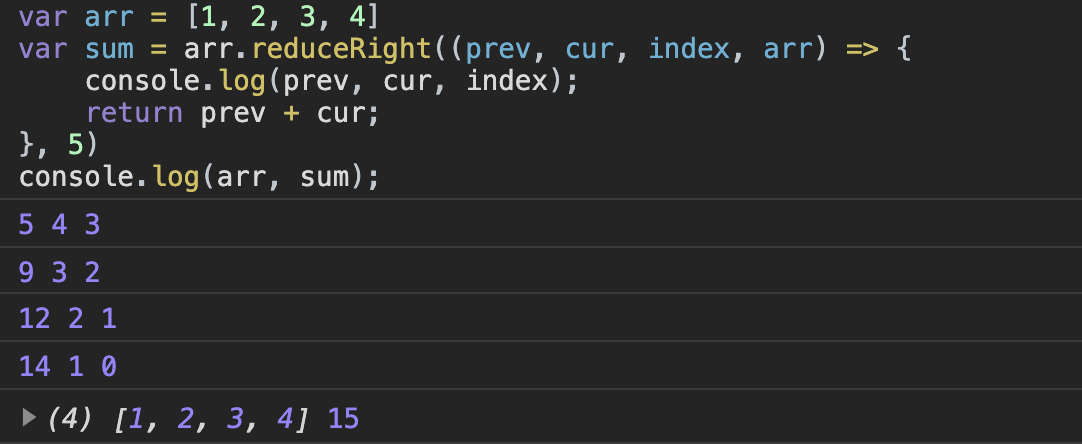 var arr = [1, 2, 3, 4]
var sum = arr.reduceRight((prev, cur, index, arr) => {
    console.log(prev, cur, index);
    return prev + cur;
}, 5)
console.log(arr, sum);
5 4 3
9 3 2
12 2 1
14 1 0
(4) [1, 2, 3, 4] 15